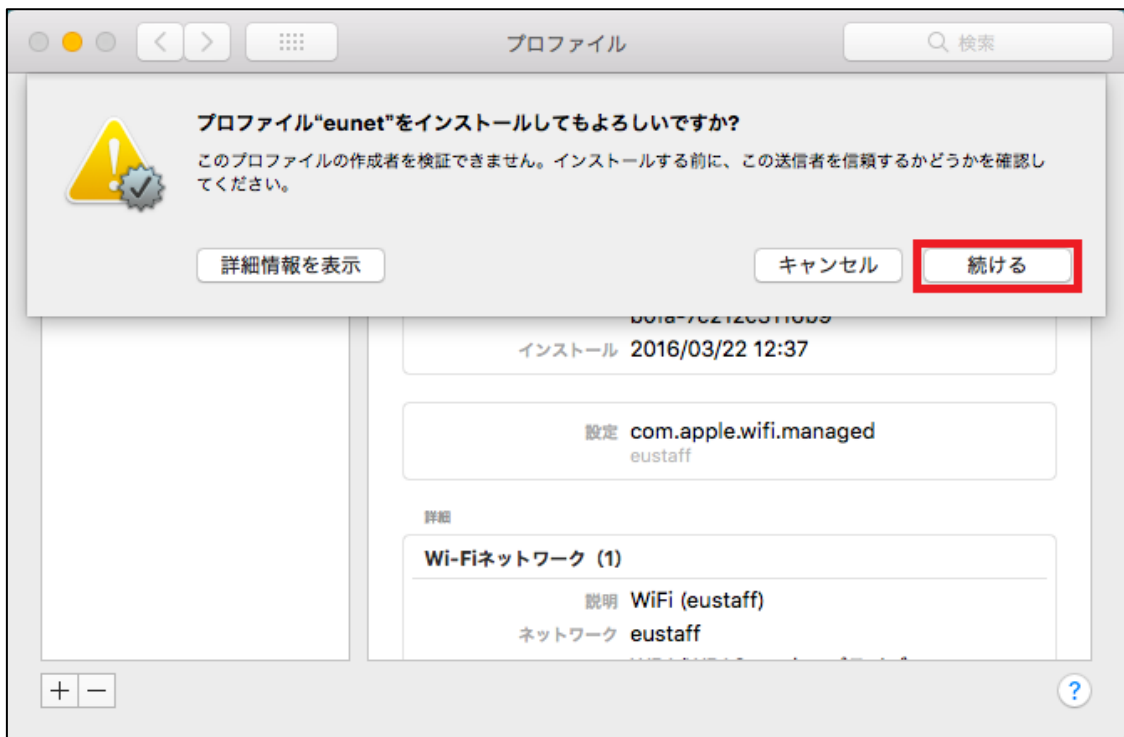 プロファイル
検索
プロファイル“eunet”をインストールしてもよろしいですか?
このプロファイルの作成者を検証できません。インストールする前に、この送信者を信頼するかどうかを確認し
てください。
詳細情報を表示
キャンセル
続ける
インストール 2016/03/22 12:37
設定 com.apple.wifi.managed
eustaff
詳細
Wi-Fiネットワーク（1）
説明 WiFi (eustaff)
ネットワーク eustaff
+ − ?